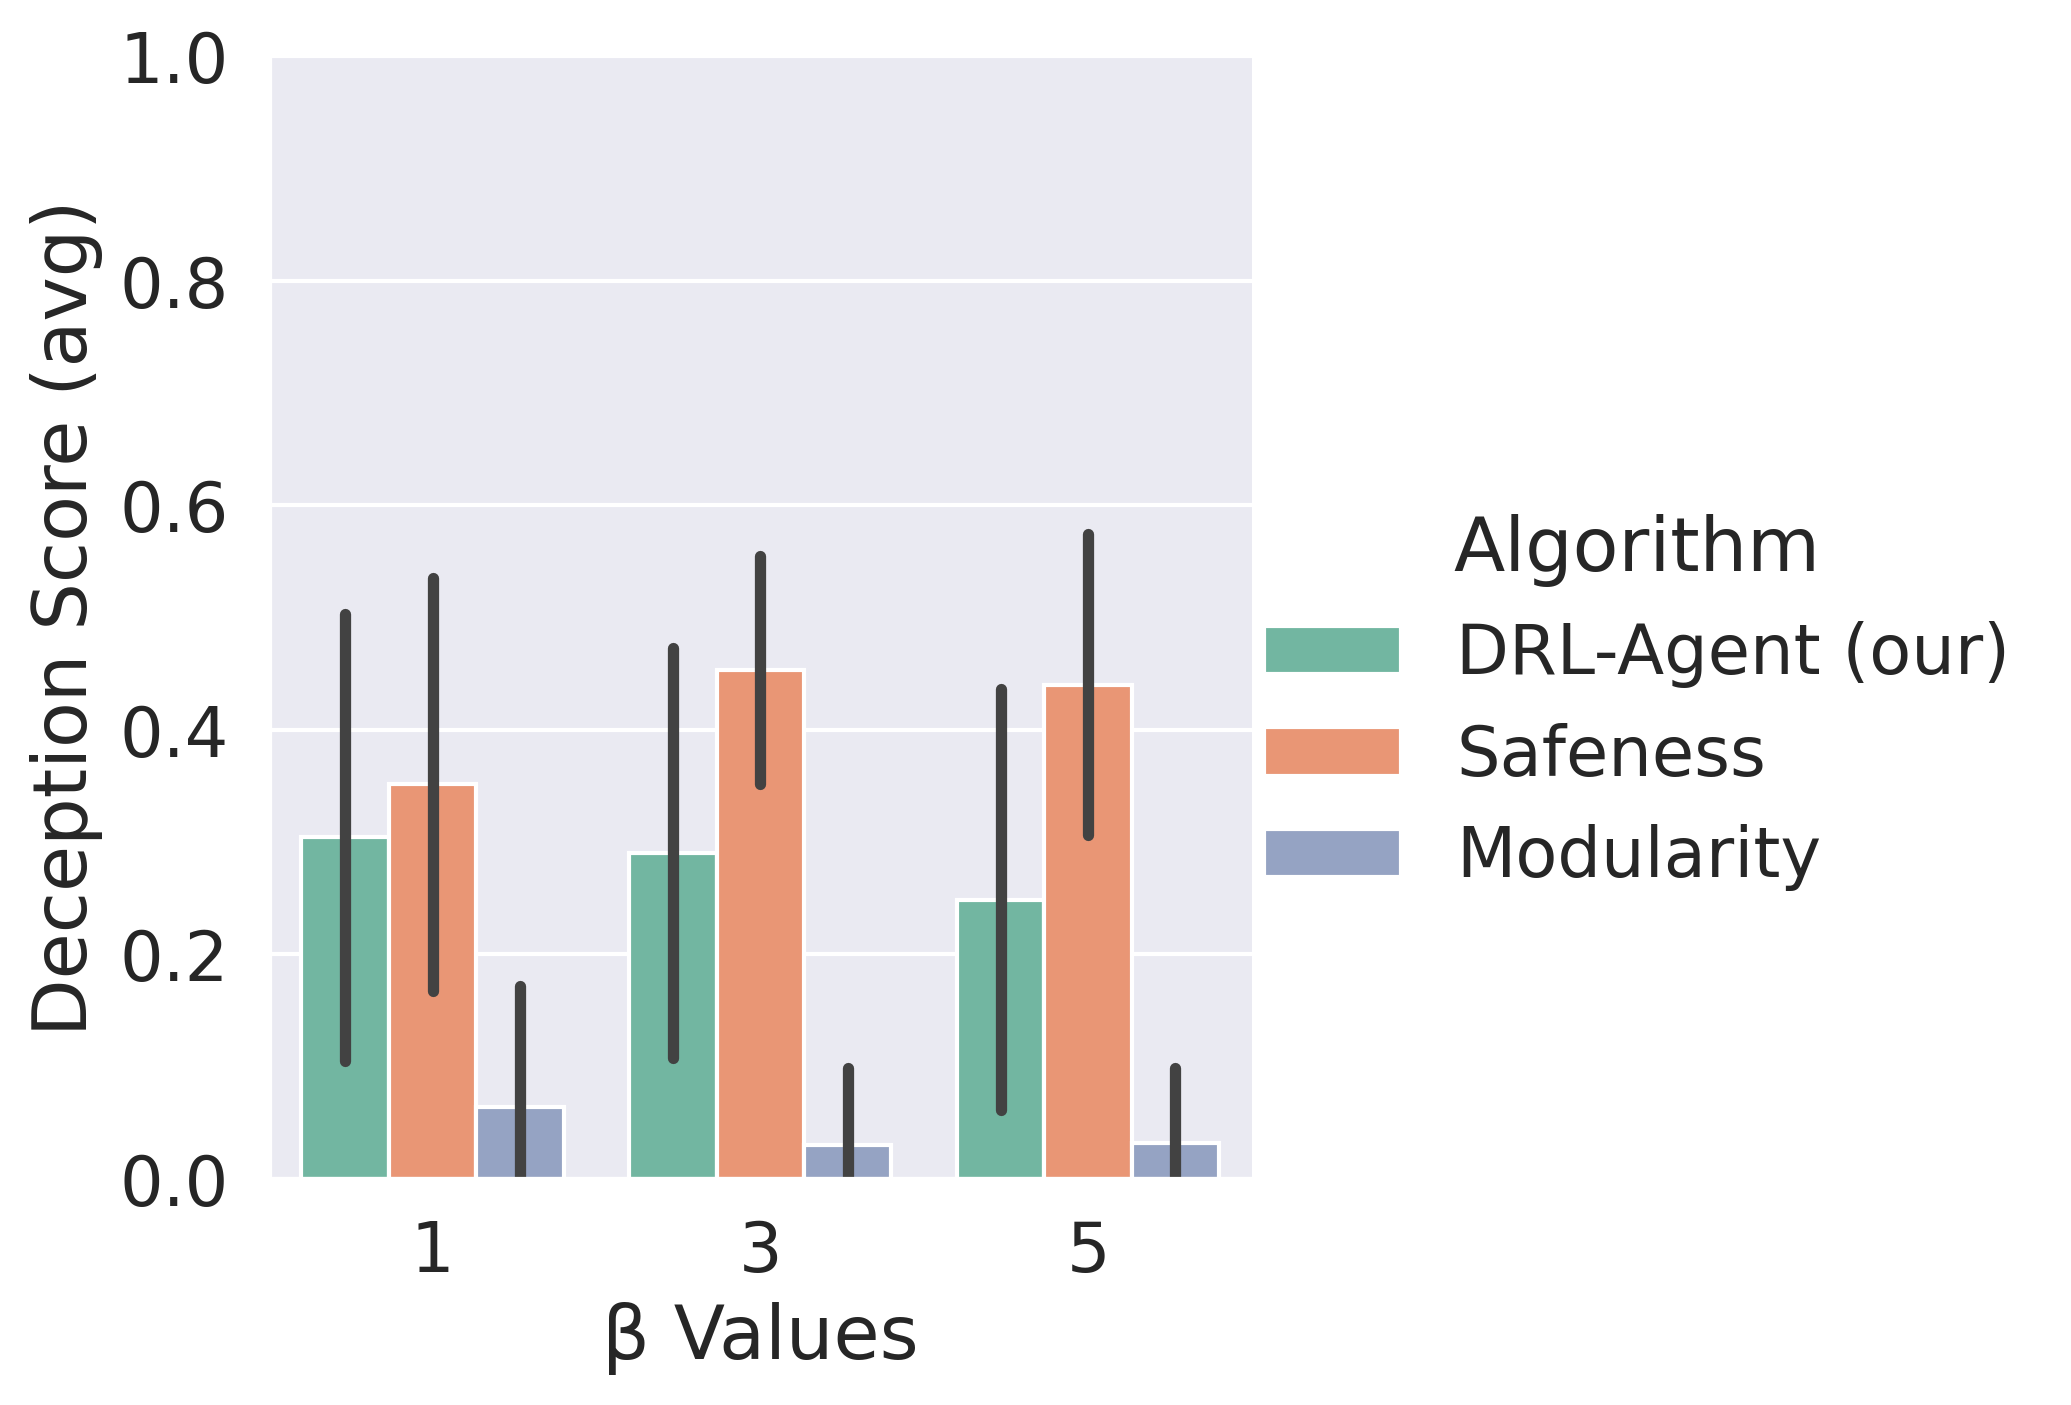 Deception Score (avg)
1.0
0.8
0.6
0.4
0.2
0.0
1 3 5
β Values
Algorithm
DRL-Agent (our)
Safeness
Modularity